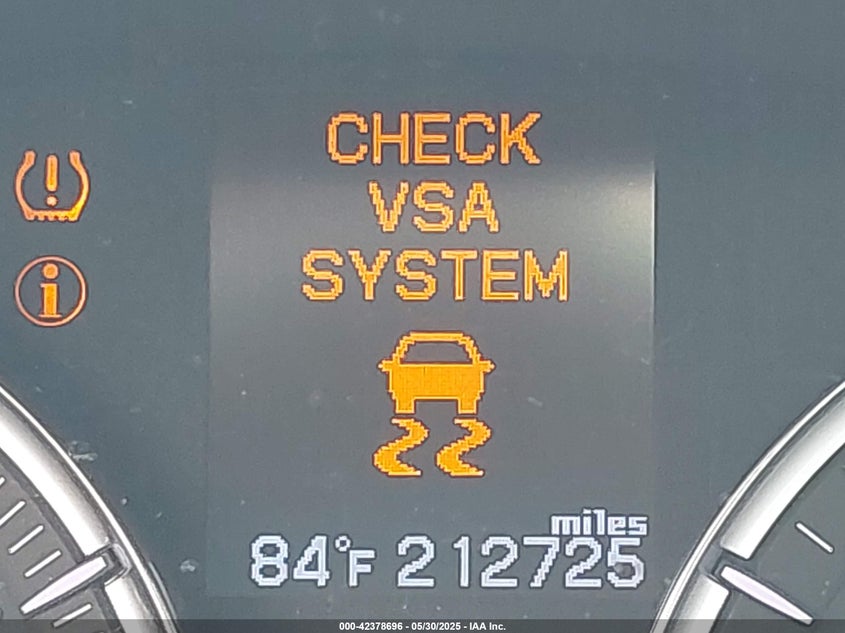 CHECK
VSA
SYSTEM
miles
84°F 212725
000-42378696 - 05/30/2025 - IAA Inc.